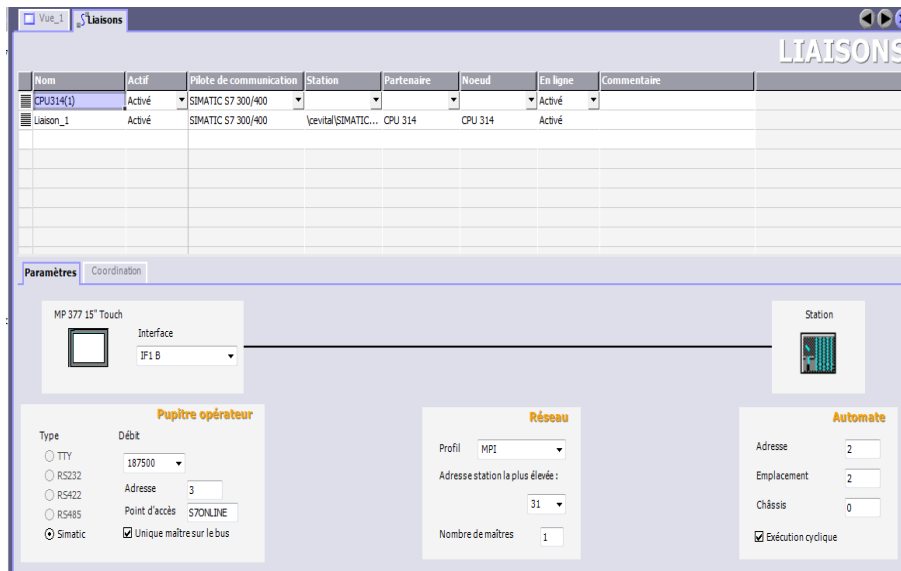 Vue_1 Liaisons
LIAISONS
Nom Actif Pilote de communication Station Partenaire Noeud En ligne Commentaire
CPU314(1) Activé SIMATIC S7 300/400 Activé
Liaison_1 Activé SIMATIC S7 300/400 \cevital\SIMATIC... CPU 314 CPU 314 Activé
Paramètres Coordination
MP 377 15" Touch
Interface
IF1 B
Station
Pupitre opérateur
Type Débit
TTY
187500
RS232
Adresse 3
RS422
Point d'accès S7ONLINE
RS485
Simatic Unique maître sur le bus
Réseau
Profil MPI
Adresse station la plus élevée :
31
Nombre de maîtres 1
Automate
Adresse 2
Emplacement 2
Châssis 0
Exécution cyclique